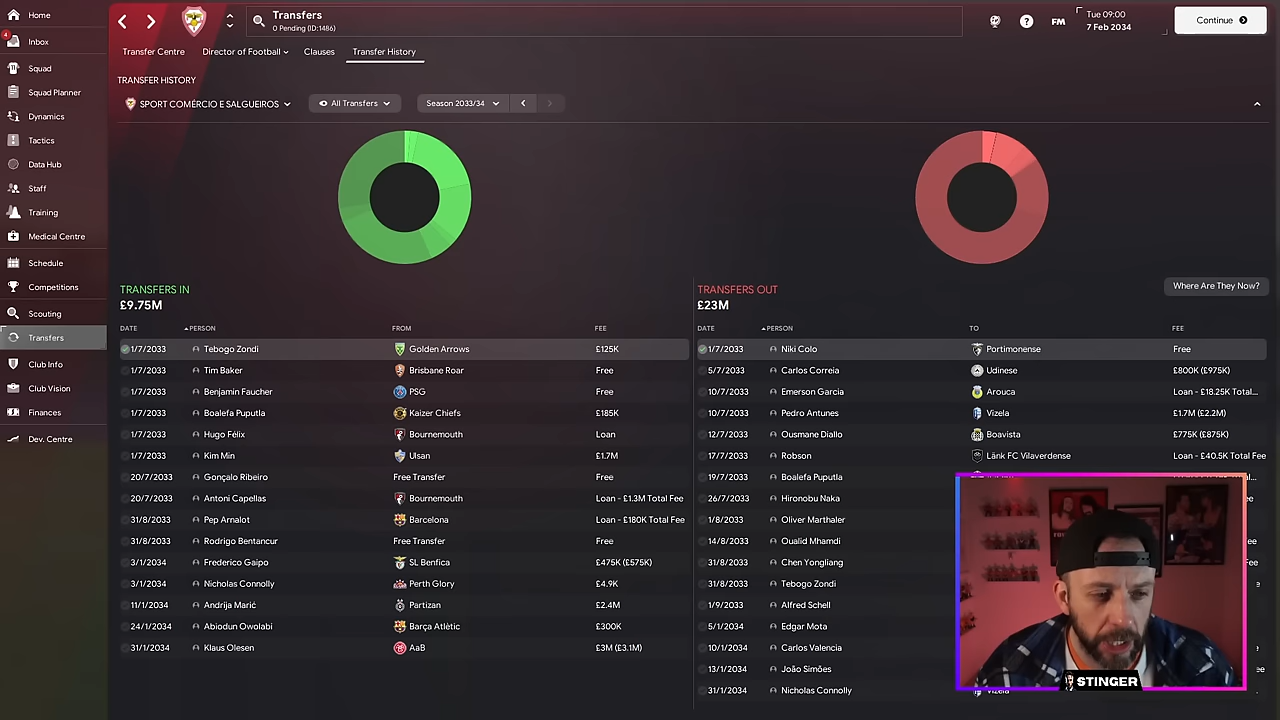 Home
4
Inbox
Squad
Squad Planner
Dynamics
Tactics
Data Hub
Staff
Training
Medical Centre
Schedule
Competitions
Scouting
Transfers
Club Info
Club Vision
Finances
Dev. Centre
Transfers
0 Pending (ID:1486)
?
FM
Tue 09:00
7 Feb 2034
Continue
Transfer Centre
Director of Football
Clauses
Transfer History
TRANSFER HISTORY
SPORT COMÉRCIO E SALGUEIROS
All Transfers
Season 2033/34
TRANSFERS IN
£9.75M
DATE PERSON FROM FEE
1/7/2033 Tebogo Zondi Golden Arrows £125K
1/7/2033 Tim Baker Brisbane Roar Free
1/7/2033 Benjamin Faucher PSG Free
1/7/2033 Boalefa Puputla Kaizer Chiefs £185K
1/7/2033 Hugo Félix Bournemouth Loan
1/7/2033 Kim Min Ulsan £1.7M
20/7/2033 Gonçalo Ribeiro Free Transfer Free
20/7/2033 Antoni Capellas Bournemouth Loan - £1.3M Total Fee
31/8/2033 Pep Arnalot Barcelona Loan - £180K Total Fee
31/8/2033 Rodrigo Bentancur Free Transfer Free
3/1/2034 Frederico Gaipo SL Benfica £475K (£575K)
3/1/2034 Nicholas Connolly Perth Glory £4.9K
11/1/2034 Andrija Marić Partizan £2.4M
24/1/2034 Abiodun Owolabi Barça Atlètic £300K
31/1/2034 Klaus Olesen AaB £3M (£3.1M)
TRANSFERS OUT
£23M
Where Are They Now?
DATE PERSON TO FEE
1/7/2033 Niki Colo Portimonense Free
5/7/2033 Carlos Correia Udinese £800K (£975K)
10/7/2033 Emerson Garcia Arouca Loan - £18.25K Total...
10/7/2033 Pedro Antunes Vizela £1.7M (£2.2M)
12/7/2033 Ousmane Diallo Boavista £775K (£875K)
17/7/2033 Robson Länk FC Vilaverdense Loan - £40.5K Total Fee
19/7/2033 Boalefa Puputla
26/7/2033 Hironobu Naka
1/8/2033 Oliver Marthaler
14/8/2033 Oualid Mhamdi
31/8/2033 Chen Yongliang
31/8/2033 Tebogo Zondi
1/9/2033 Alfred Schell
5/1/2034 Edgar Mota
10/1/2034 Carlos Valencia
13/1/2034 João Simões
31/1/2034 Nicholas Connolly Vizela
STINGER